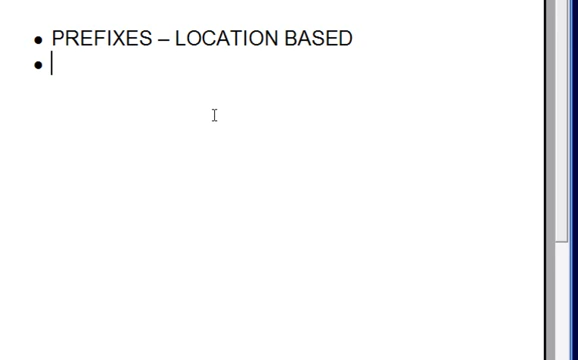 • PREFIXES – LOCATION BASED
•